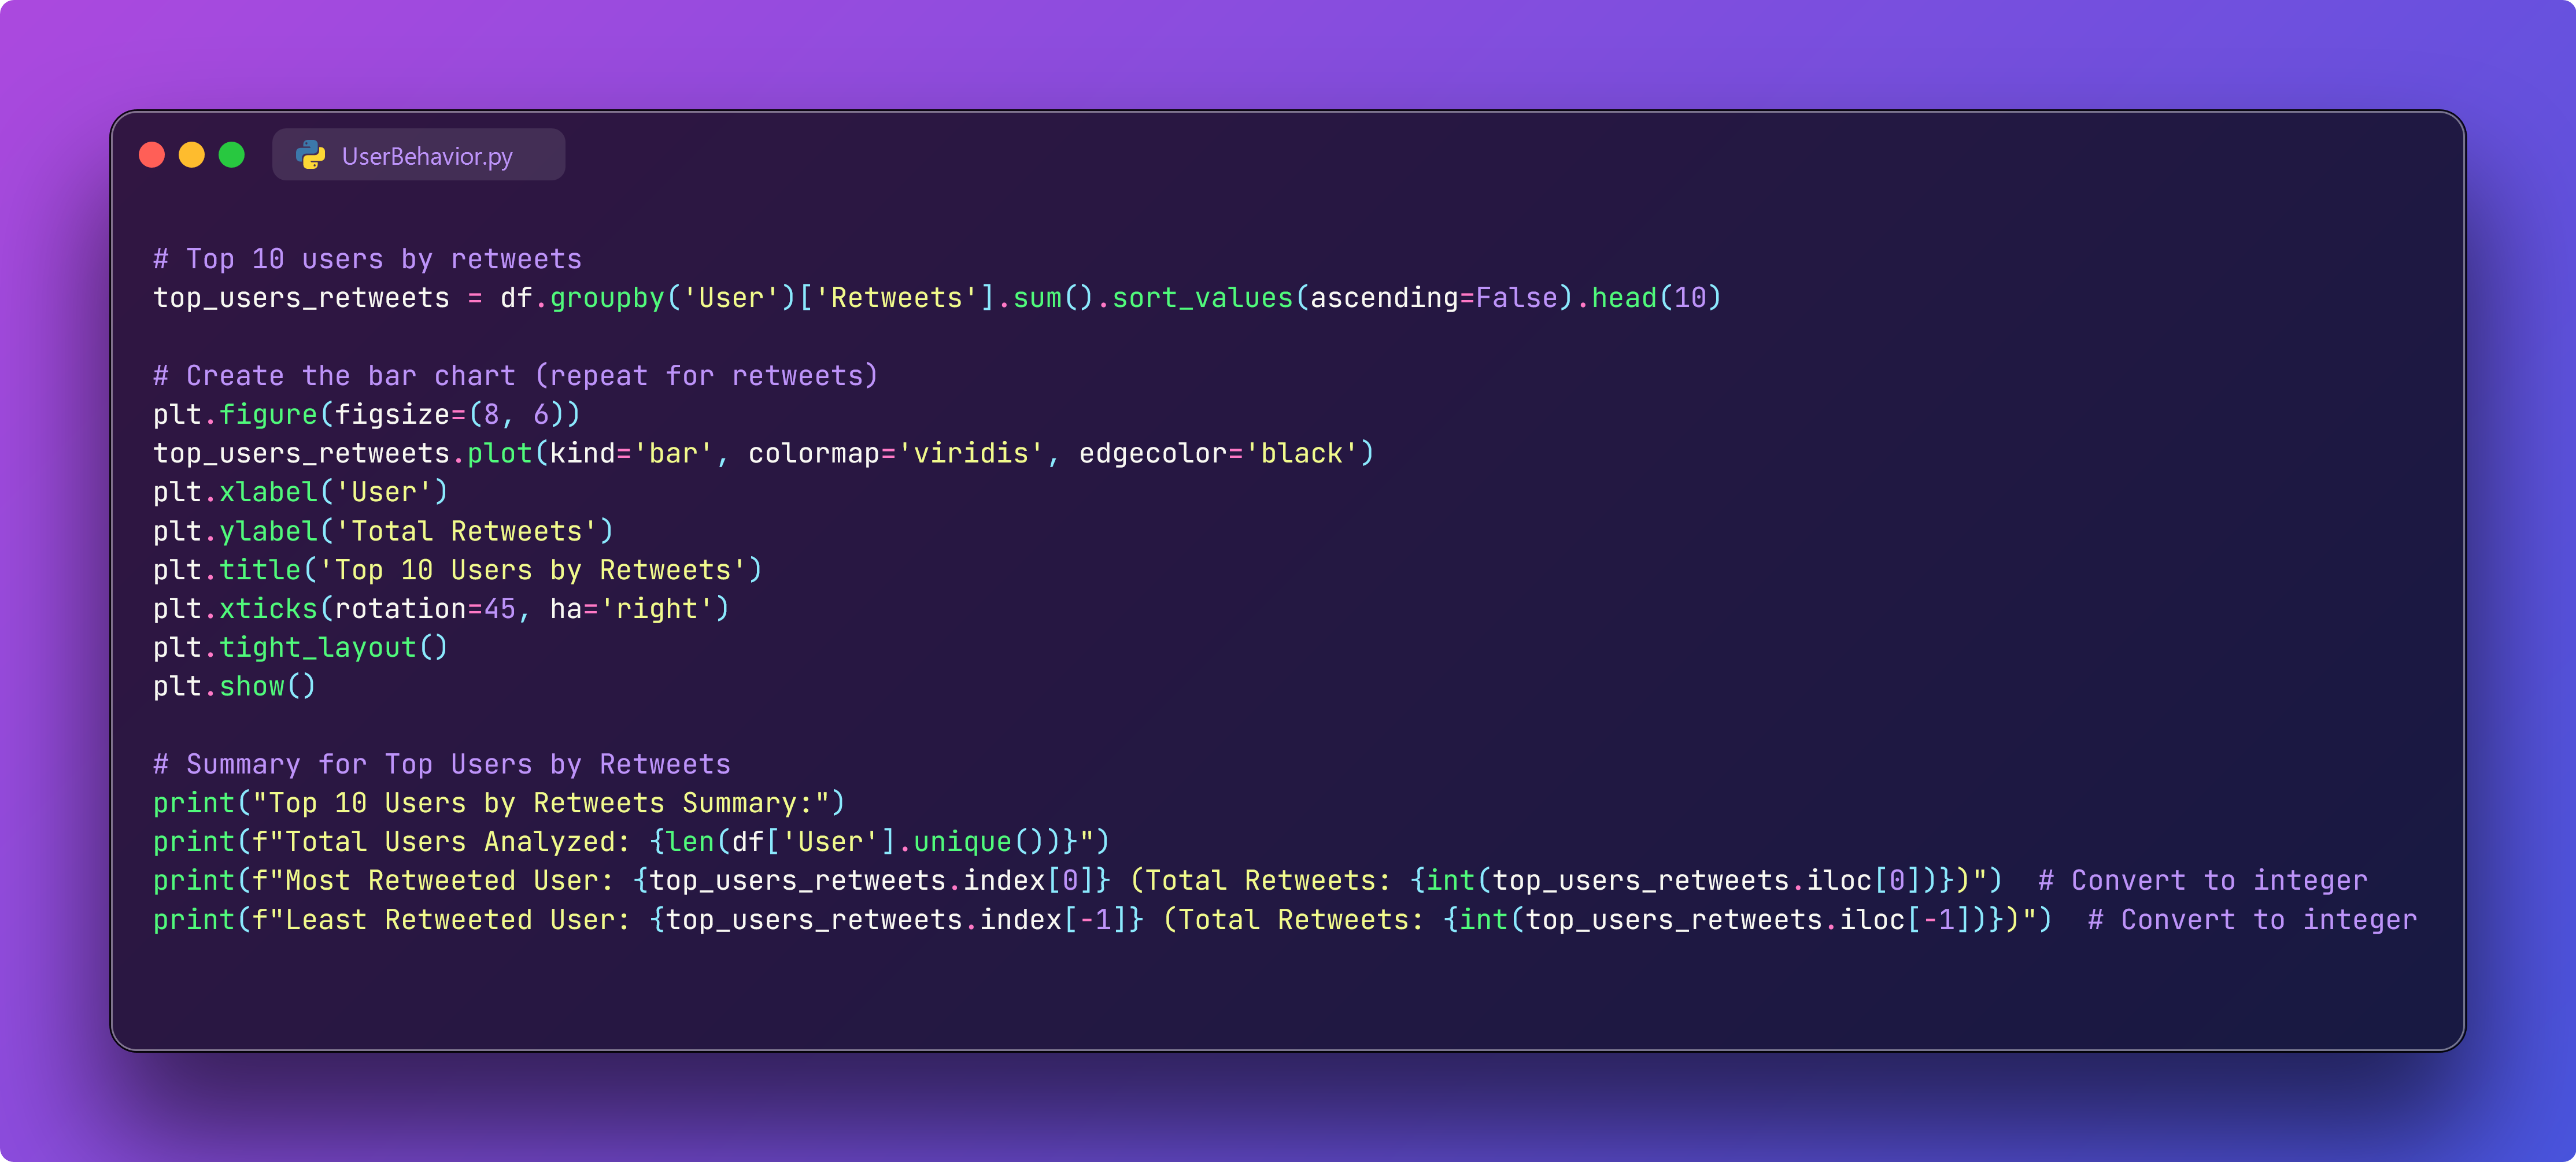 UserBehavior.py
# Top 10 users by retweets
top_users_retweets = df.groupby('User')['Retweets'].sum().sort_values(ascending=False).head(10)
# Create the bar chart (repeat for retweets)
plt.figure(figsize=(8, 6))
top_users_retweets.plot(kind='bar', colormap='viridis', edgecolor='black')
plt.xlabel('User')
plt.ylabel('Total Retweets')
plt.title('Top 10 Users by Retweets')
plt.xticks(rotation=45, ha='right')
plt.tight_layout()
plt.show()
# Summary for Top Users by Retweets
print("Top 10 Users by Retweets Summary:")
print(f"Total Users Analyzed: {len(df['User'].unique())}")
print(f"Most Retweeted User: {top_users_retweets.index[0]} (Total Retweets: {int(top_users_retweets.iloc[0])})")  # Convert to integer
print(f"Least Retweeted User: {top_users_retweets.index[-1]} (Total Retweets: {int(top_users_retweets.iloc[-1])})")  # Convert to integer